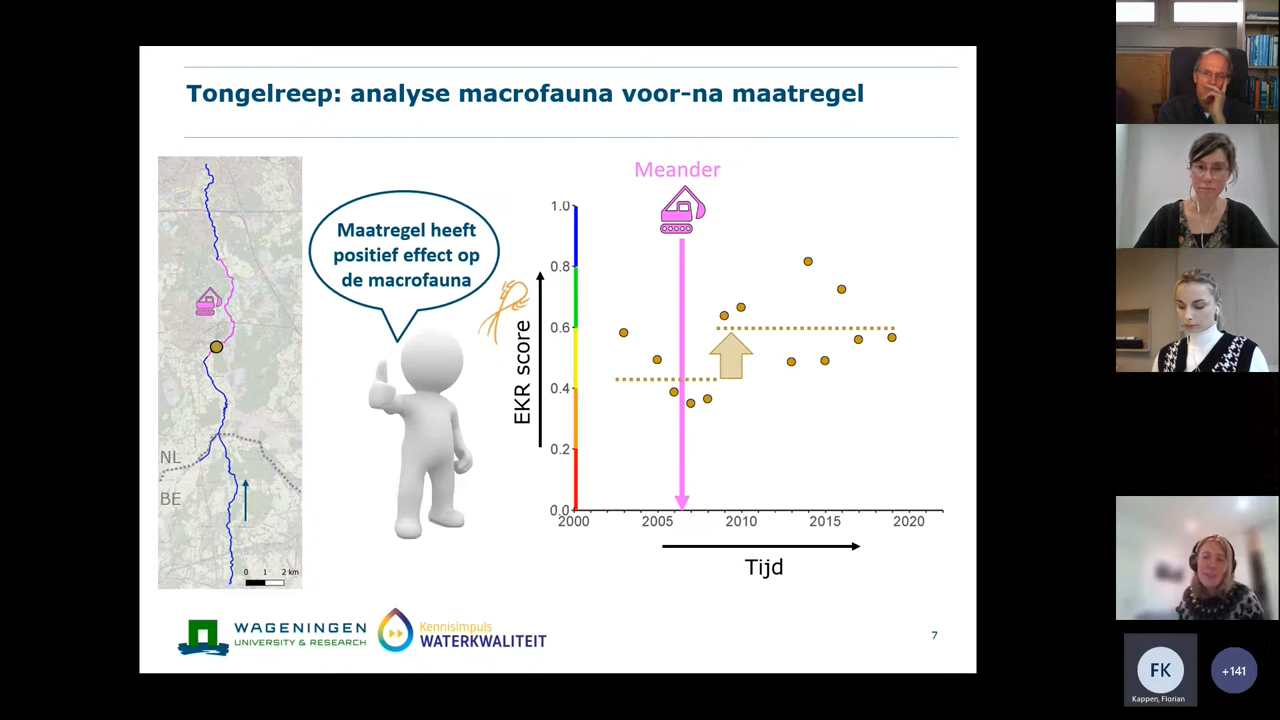 Tongelreep: analyse macrofauna voor-na maatregel
Maatregel heeft
positief effect op
de macrofauna
NL
BE
0 1 2 km
Meander
EKR score
1.0
0.8
0.6
0.4
0.2
0.0
2000 2005 2010 2015 2020
Tijd
WAGENINGEN
UNIVERSITY & RESEARCH
Kennisimpuls
WATERKWALITEIT
7
FK
Kappen, Florian
+141